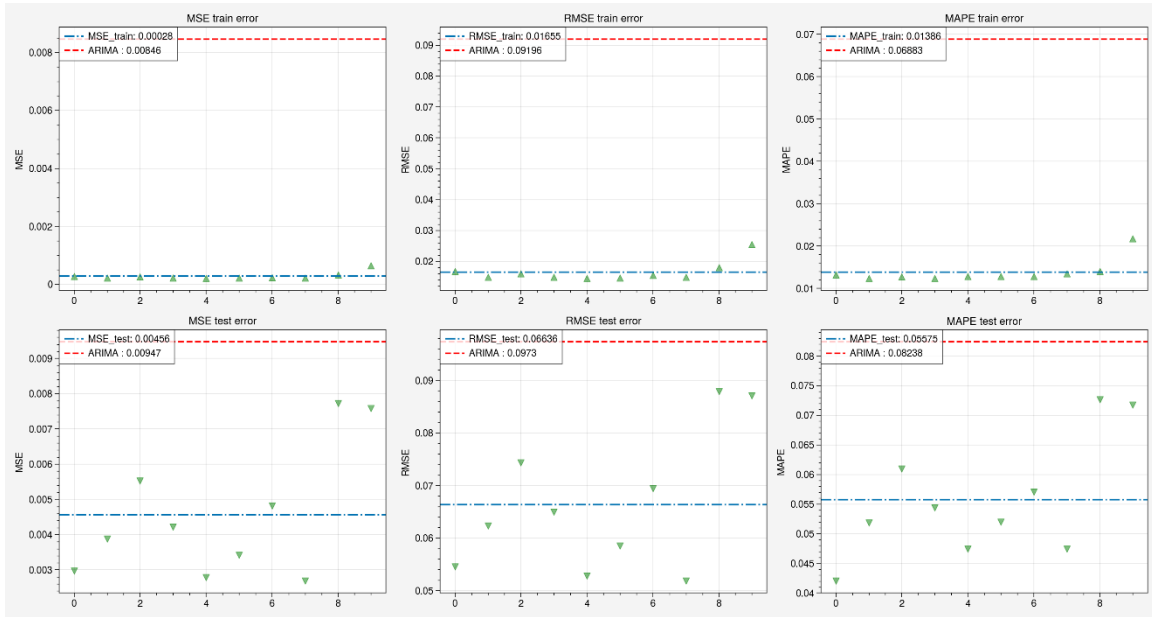 MSE train error
MSE_train: 0.00028
ARIMA : 0.00846
MSE
0.008
0.006
0.004
0.002
0
0 2 4 6 8
RMSE train error
RMSE_train: 0.01655
ARIMA : 0.09196
RMSE
0.09
0.08
0.07
0.06
0.05
0.04
0.03
0.02
0 2 4 6 8
MAPE train error
MAPE_train: 0.01386
ARIMA : 0.06883
MAPE
0.07
0.06
0.05
0.04
0.03
0.02
0.01
0 2 4 6 8
MSE test error
MSE_test: 0.00456
ARIMA : 0.00947
MSE
0.009
0.008
0.007
0.006
0.005
0.004
0.003
0 2 4 6 8
RMSE test error
RMSE_test: 0.06636
ARIMA : 0.0973
RMSE
0.09
0.08
0.07
0.06
0.05
0 2 4 6 8
MAPE test error
MAPE_test: 0.05575
ARIMA : 0.08238
MAPE
0.08
0.075
0.07
0.065
0.06
0.055
0.05
0.045
0.04
0 2 4 6 8